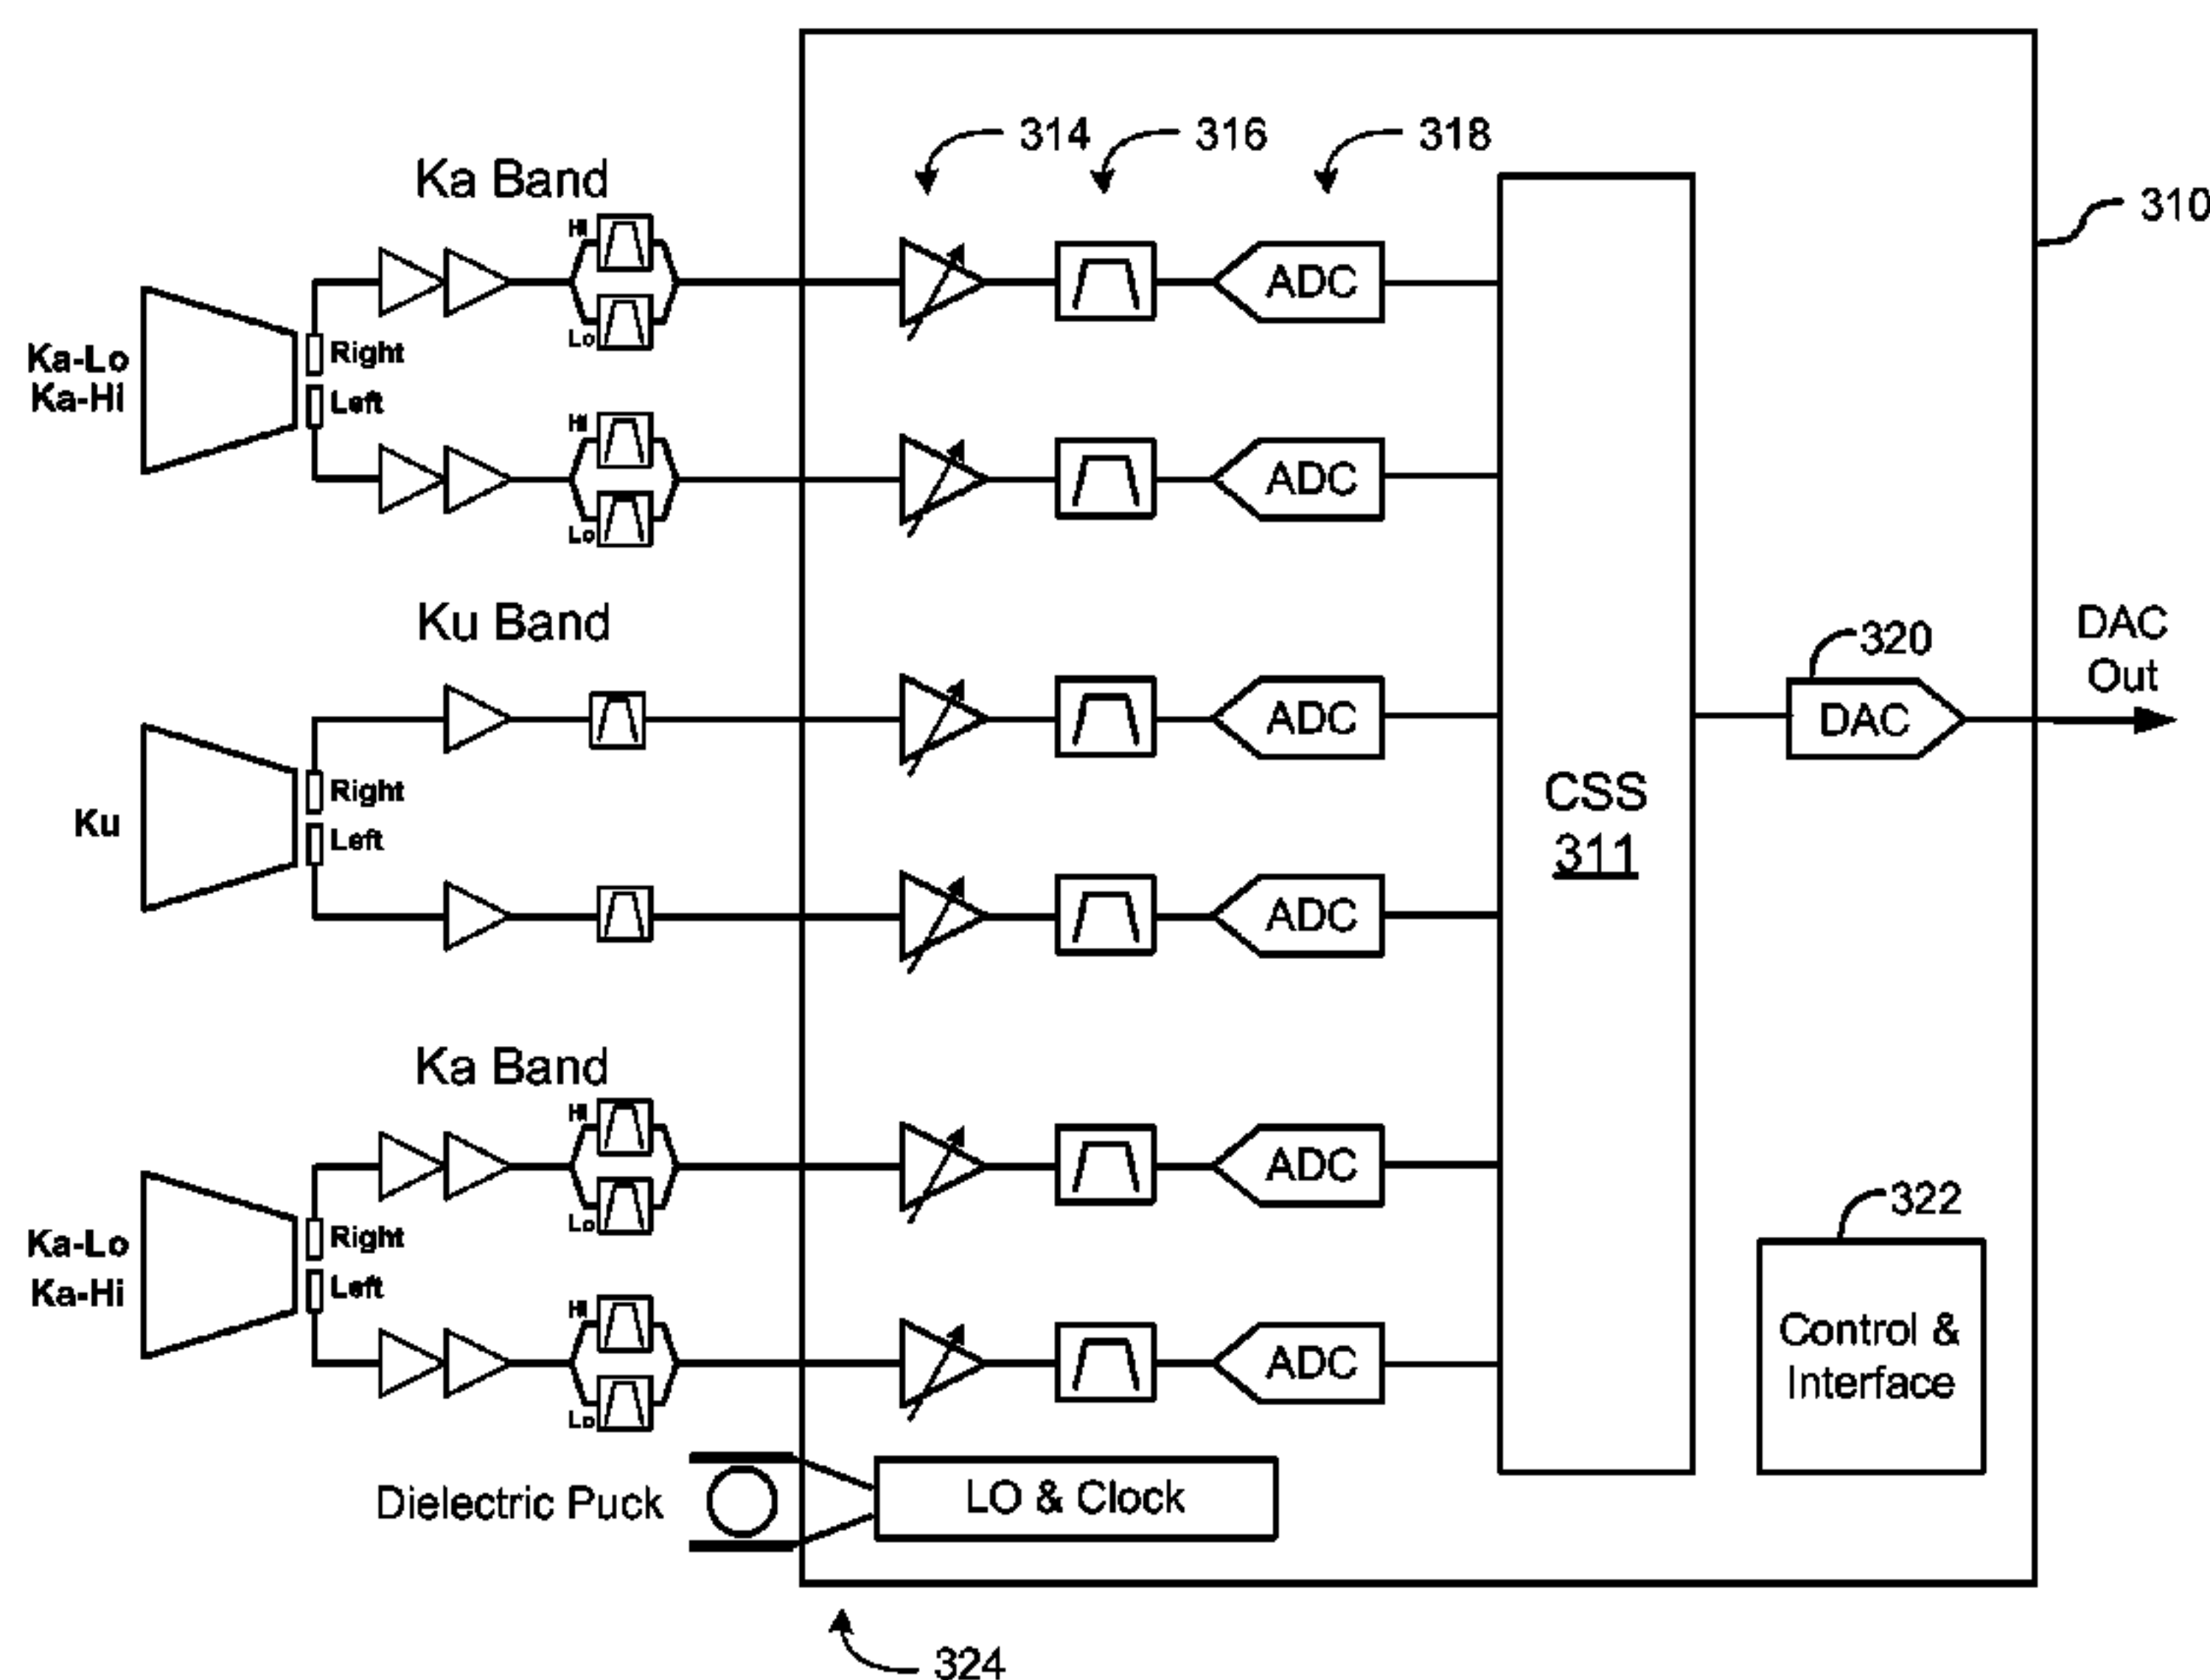 314
316
318
310
Ka Band
HI
Lo
ADC
Ka-Lo
Ka-Hi
Right
Left
HI
Lo
ADC
Ku Band
320
DAC
Out
ADC
DAC
Ku
Right
Left
CSS
311
ADC
Ka Band
HI
Lo
ADC
322
Ka-Lo
Ka-Hi
Right
Left
HI
Lo
ADC
Control &
Interface
Dielectric Puck
LO & Clock
324